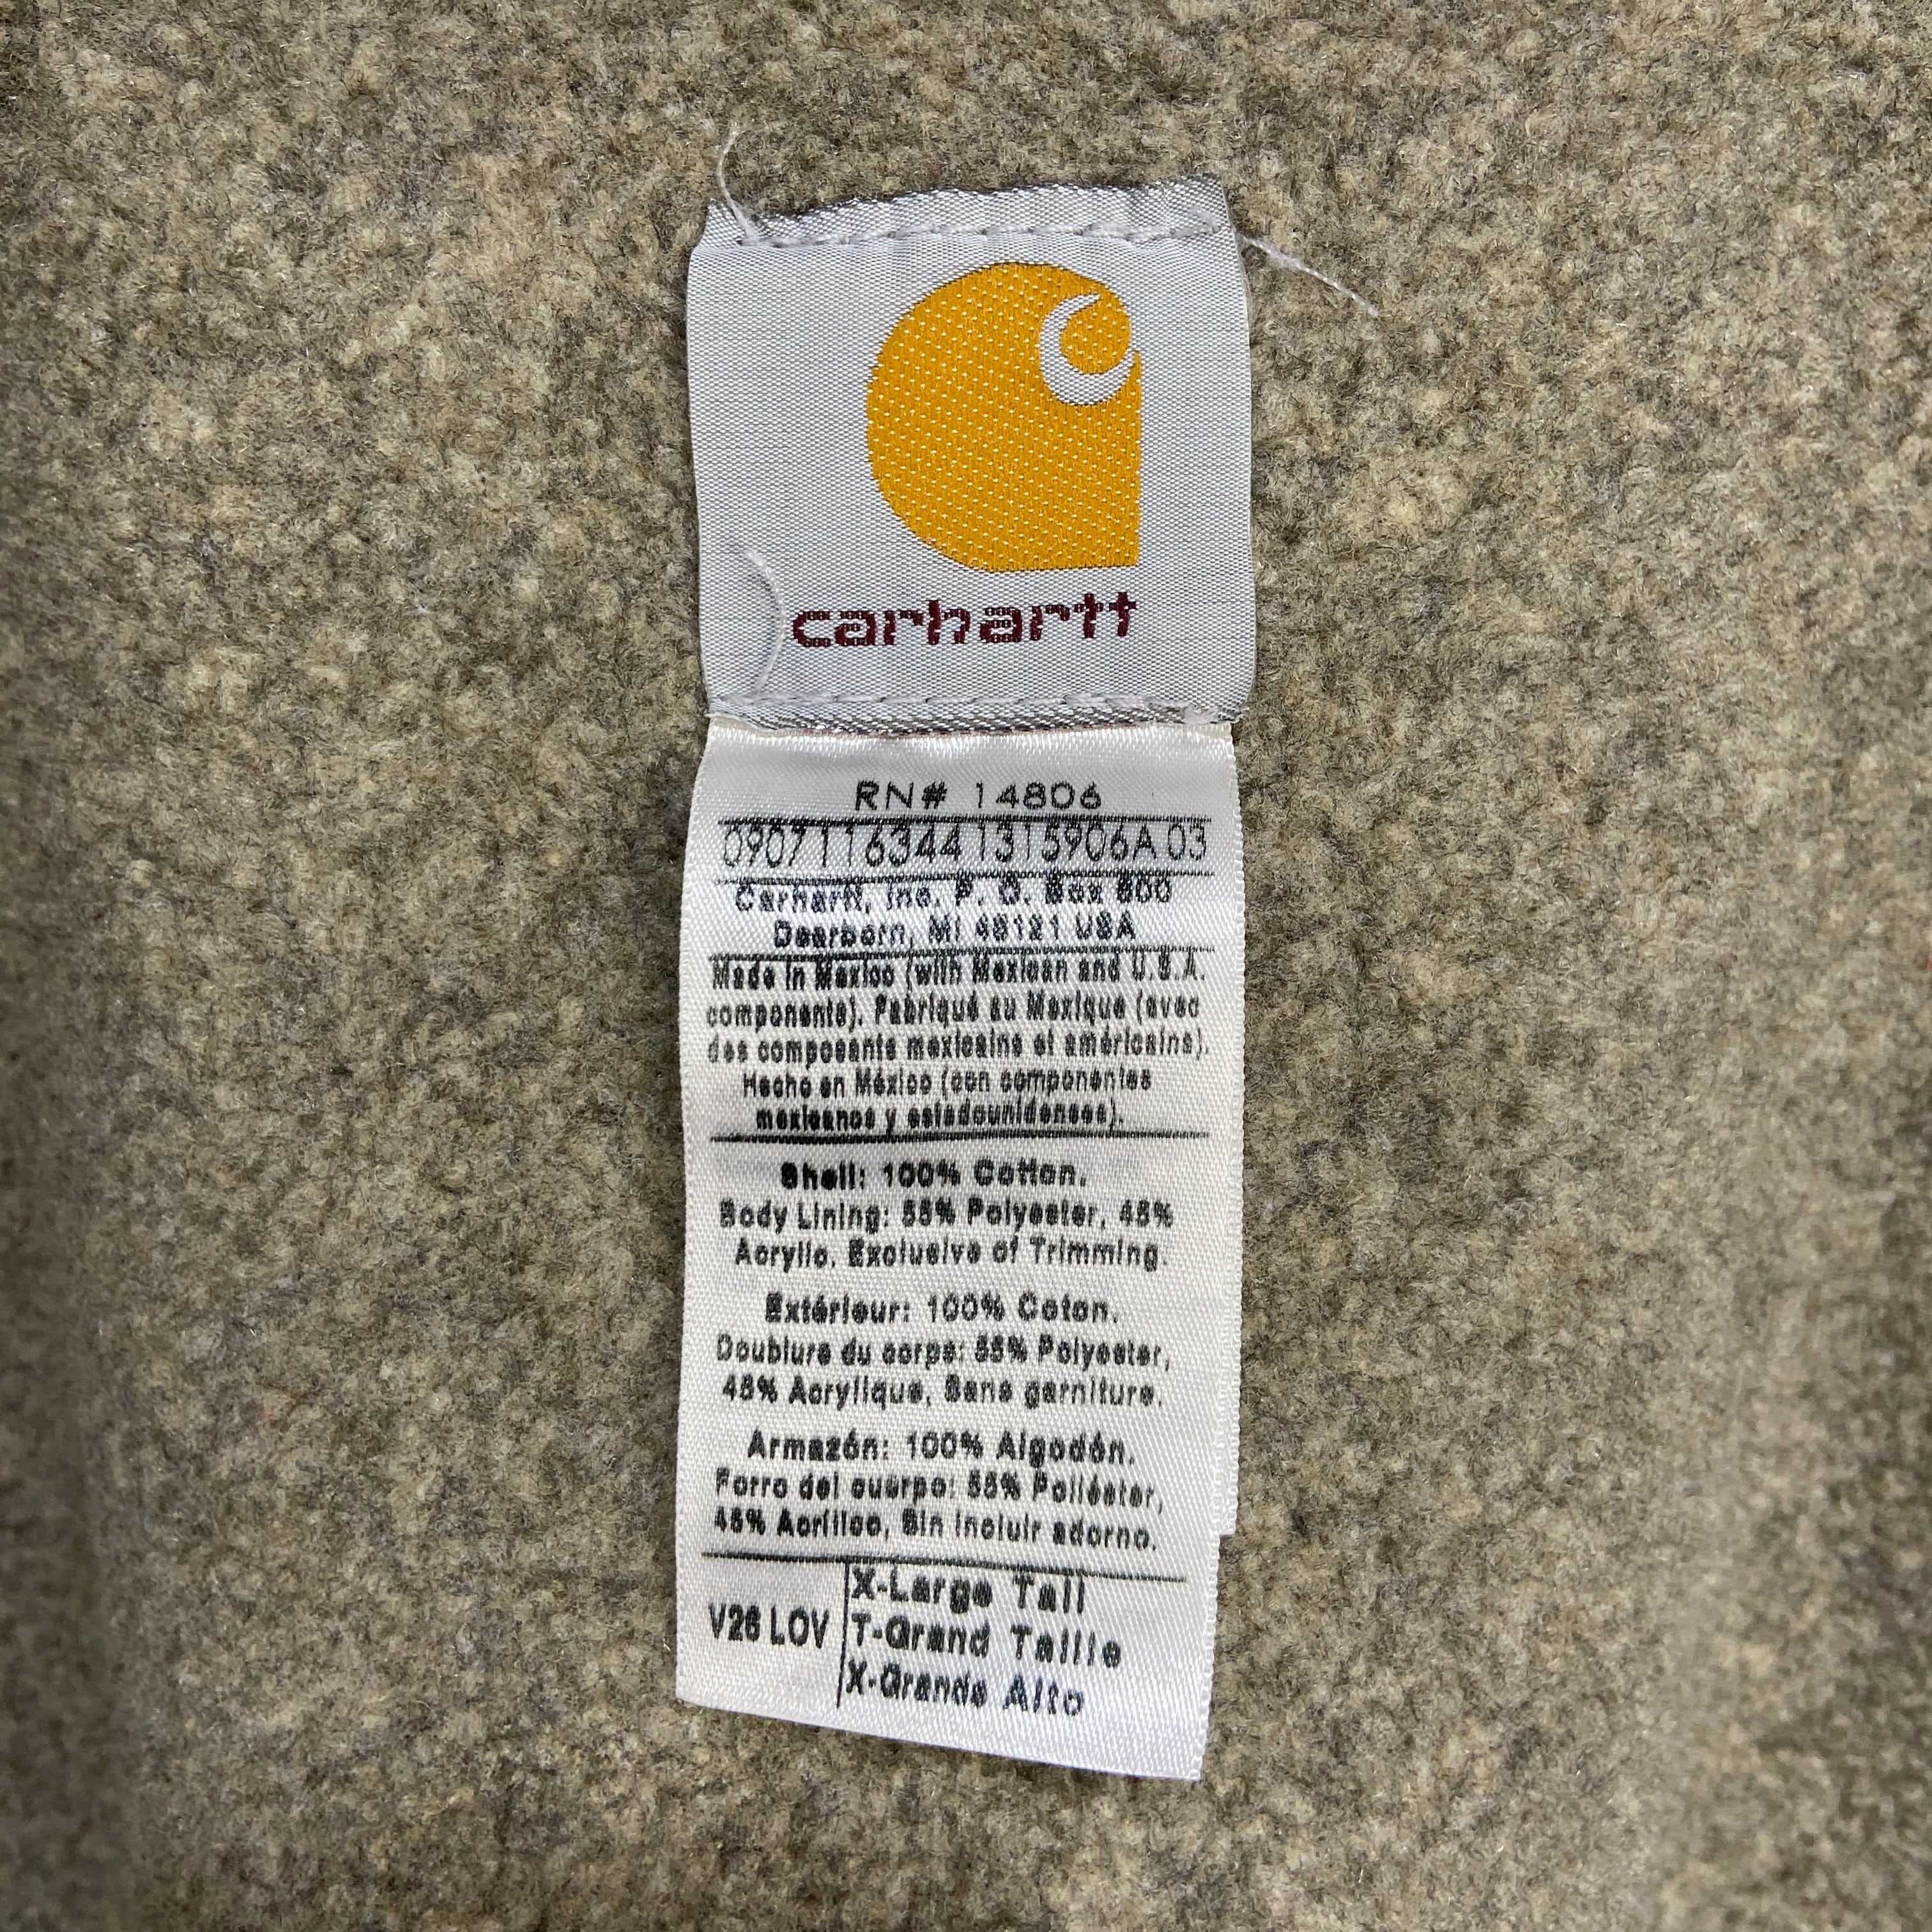 carhartt
RN# 14806
0907116344131 5906A 03
Carhartt, Inc. P. O. Box 600
Dearborn, MI 48121 USA
Made in Mexico (with Mexican and U.S.A.
components). Fabriqué au Mexique (avec
des composants mexicains et américains).
Hecho en México (con componentes
mexicanos y estadounidenses).
Shell: 100% Cotton.
Body Lining: 55% Polyester, 45%
Acrylic. Exclusive of Trimming.
Extérieur: 100% Coton.
Doublure du corps: 55% Polyester,
45% Acrylique, Sans garniture.
Armazón: 100% Algodón.
Forro del cuerpo: 55% Poliéster,
45% Acrílico, Sin incluir adorno.
V26 LOV
X-Large Tall
T-Grand Taille
X-Grande Alto